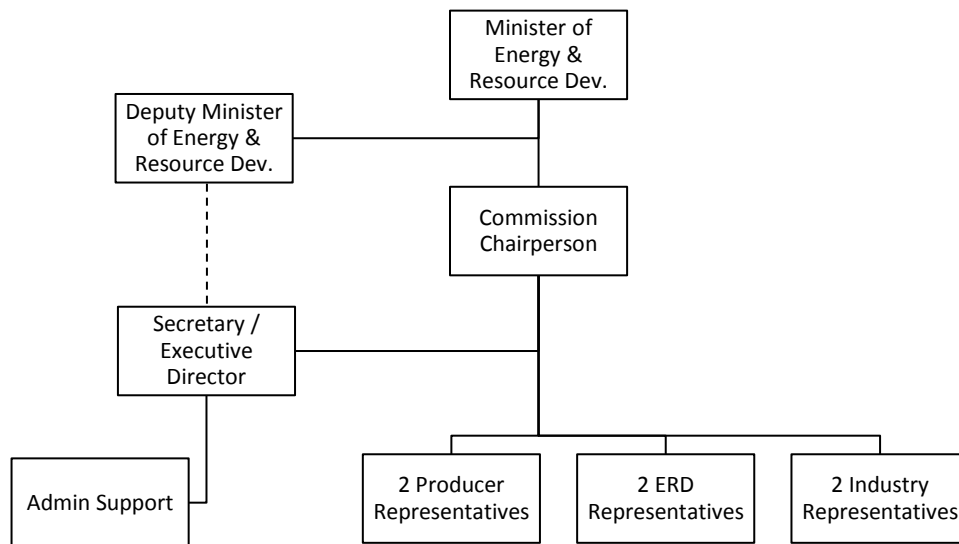 Minister of
Energy &
Resource Dev.
Deputy Minister
of Energy &
Resource Dev.
Commission
Chairperson
Secretary /
Executive
Director
Admin Support
2 Producer
Representatives
2 ERD
Representatives
2 Industry
Representatives